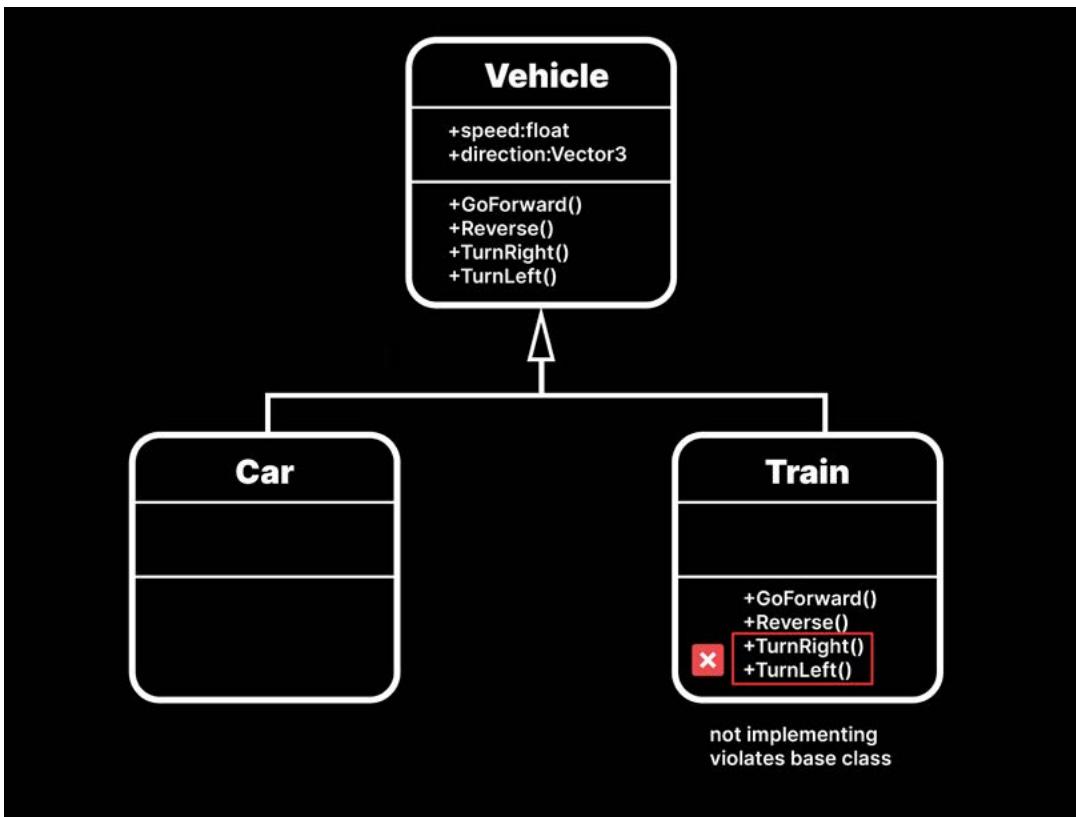 Vehicle
+speed:float
+direction:Vector3
+GoForward()
+Reverse()
+TurnRight()
+TurnLeft()
Car
Train
+GoForward()
+Reverse()
+TurnRight()
+TurnLeft()
not implementing
violates base class